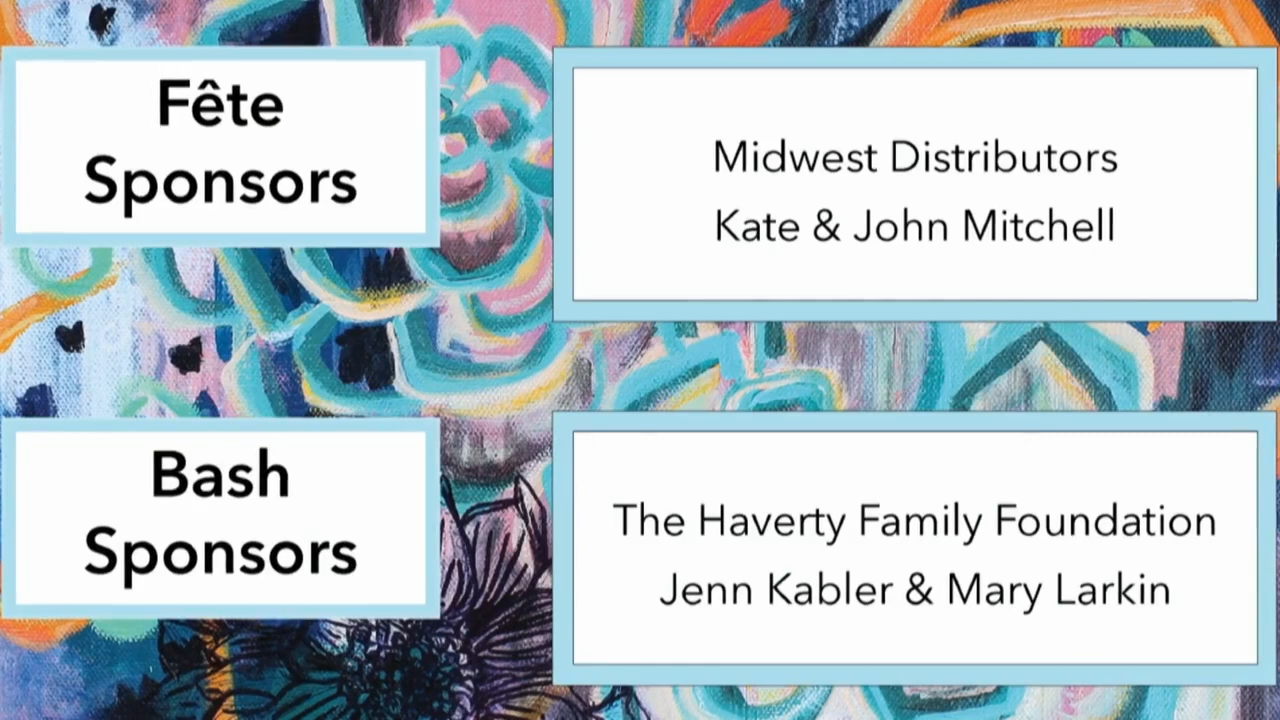 Fête
Sponsors
Midwest Distributors
Kate & John Mitchell
Bash
Sponsors
The Haverty Family Foundation
Jenn Kabler & Mary Larkin